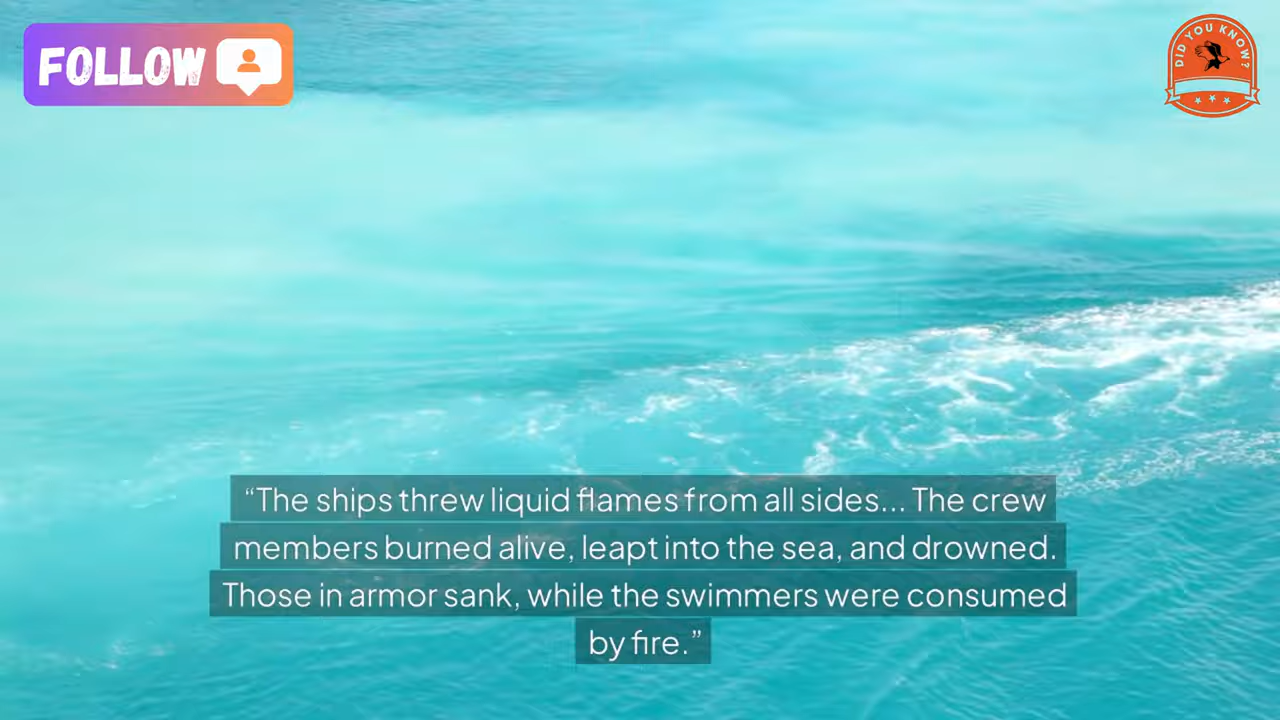 FOLLOW
DID YOU KNOW?
“The ships threw liquid flames from all sides... The crew
members burned alive, leapt into the sea, and drowned.
Those in armor sank, while the swimmers were consumed
by fire.”